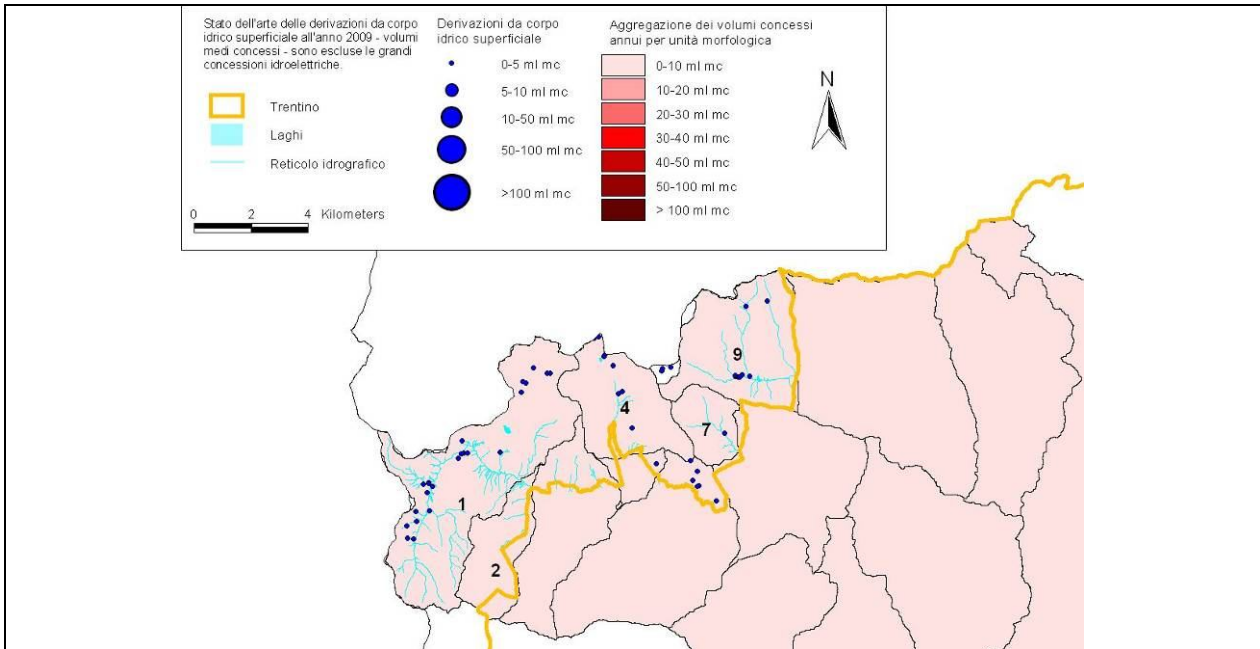 Stato dell'arte delle derivazioni da corpo
idrico superficiale all'anno 2009 - volumi
medi concessi - sono escluse le grandi
concessioni idroelettriche.
Trentino
Laghi
Reticolo idrografico
0 2 4 Kilometers
Derivazioni da corpo
idrico superficiale
0-5 ml mc
5-10 ml mc
10-50 ml mc
50-100 ml mc
>100 ml mc
Aggregazione dei volumi concessi
annui per unità morfologica
0-10 ml mc
10-20 ml mc
20-30 ml mc
30-40 ml mc
40-50 ml mc
50-100 ml mc
> 100 ml mc
N
9
4
7
1
2